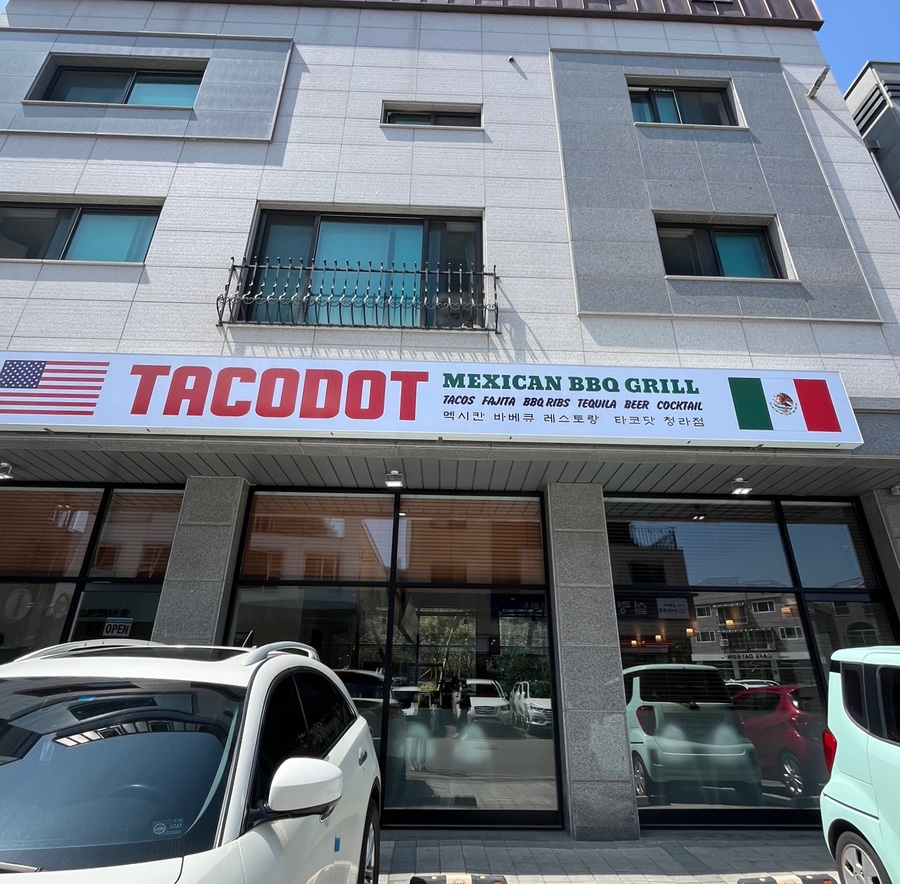 TACODOT
MEXICAN BBQ GRILL
TACOS FAJITA BBQ RIBS TEQUILA BEER COCKTAIL
멕시칸 바베큐 레스토랑 타코닷 청라점
OPEN